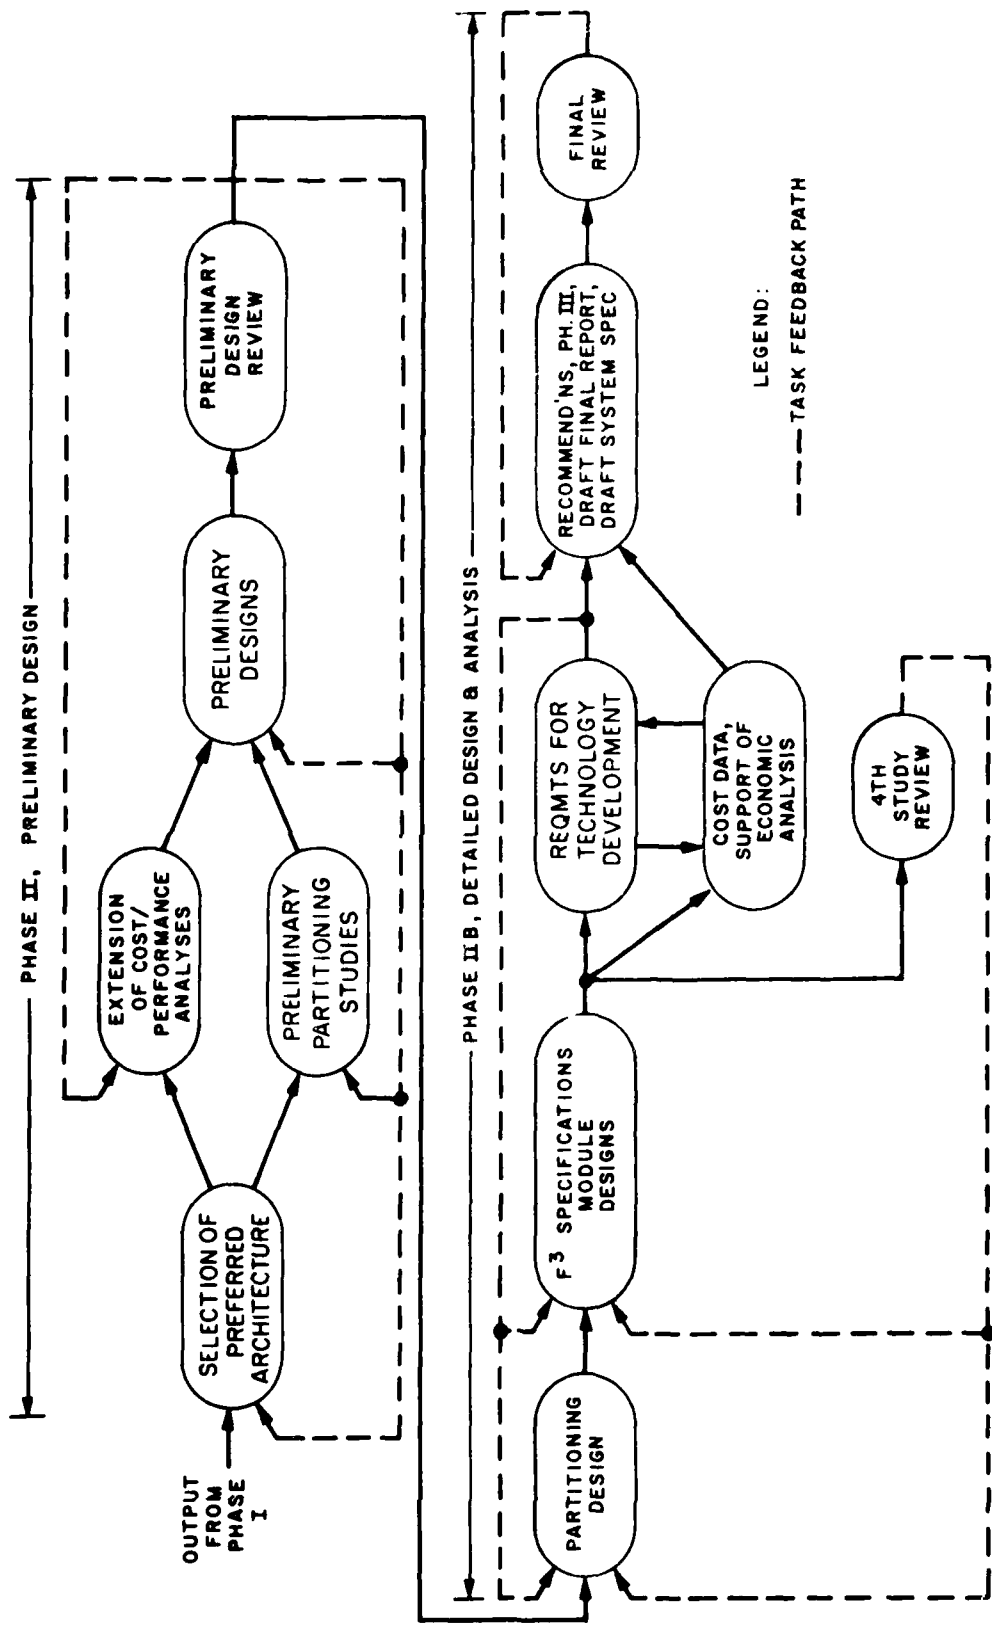 PHASE II, PRELIMINARY DESIGN
OUTPUT
FROM
PHASE
I
SELECTION OF
PREFERRED
ARCHITECTURE
EXTENSION
OF COST/
PERFORMANCE
ANALYSES
PRELIMINARY
PARTITIONING
STUDIES
PRELIMINARY
DESIGNS
PRELIMINARY
DESIGN
REVIEW
PHASE IIB, DETAILED DESIGN & ANALYSIS
PARTITIONING
DESIGN
F³ SPECIFICATIONS
MODULE
DESIGNS
REQMTS FOR
TECHNOLOGY
DEVELOPMENT
COST DATA,
SUPPORT OF
ECONOMIC
ANALYSIS
4TH
STUDY
REVIEW
RECOMMEND'NS, PH. III,
DRAFT FINAL REPORT,
DRAFT SYSTEM SPEC
FINAL
REVIEW
LEGEND:
TASK FEEDBACK PATH